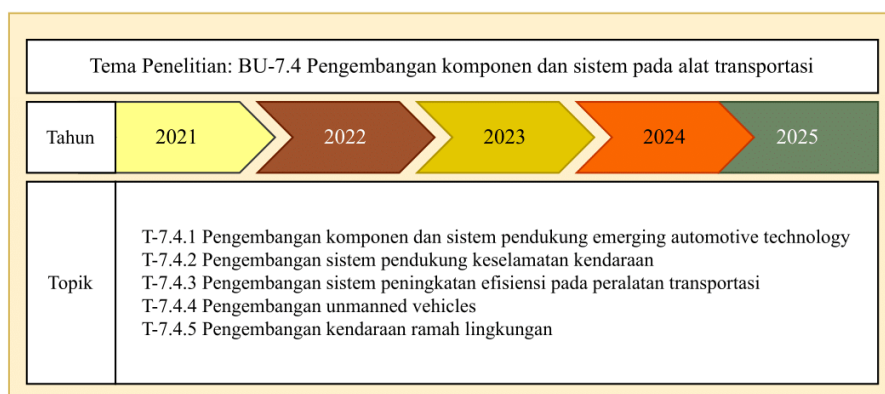 Tema Penelitian: BU-7.4 Pengembangan komponen dan sistem pada alat transportasi
Tahun
2021
2022
2023
2024
2025
Topik
T-7.4.1 Pengembangan komponen dan sistem pendukung emerging automotive technology
T-7.4.2 Pengembangan sistem pendukung keselamatan kendaraan
T-7.4.3 Pengembangan sistem peningkatan efisiensi pada peralatan transportasi
T-7.4.4 Pengembangan unmanned vehicles
T-7.4.5 Pengembangan kendaraan ramah lingkungan